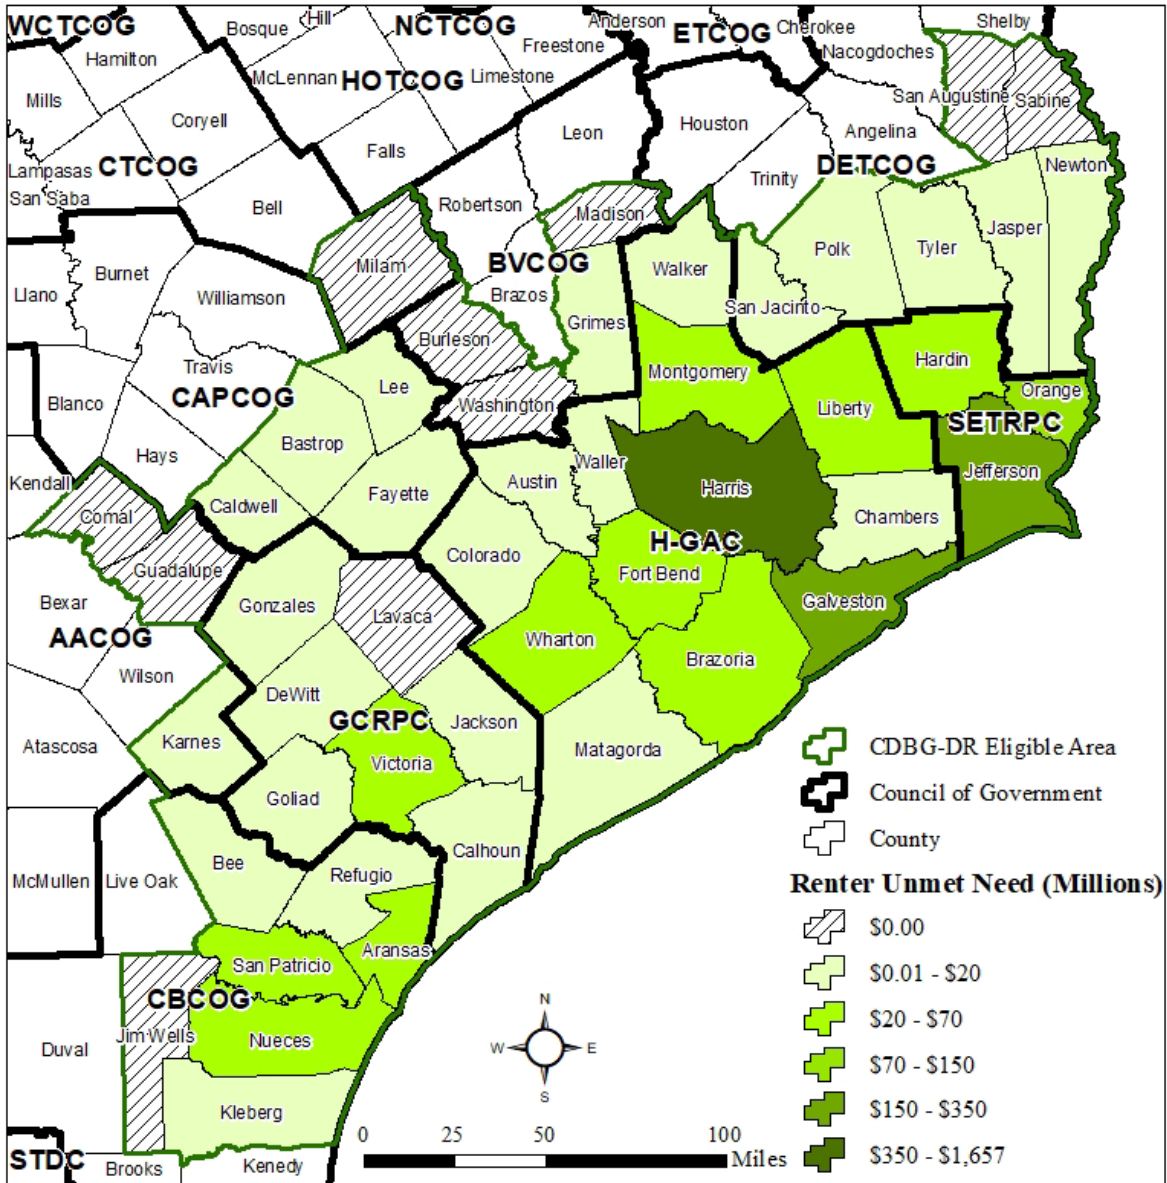 WCTCOG
Hill
Bosque
NCTCOG
Anderson
ETCOG
Cherokee
Shelby
Hamilton
Freestone
Nacogdoches
McLennan
HOTCOG
Limestone
Mills
San Augustine
Sabine
Coryell
Leon
Houston
Angelina
Falls
Lampasas
CTCOG
DETCOG
Newton
San Saba
Bell
Robertson
Trinity
Madison
Jasper
Milam
BVCOG
Walker
Polk
Tyler
Burnet
Llano
Williamson
Brazos
San Jacinto
Grimes
Burleson
Hardin
Travis
Lee
Montgomery
Orange
Blanco
CAPCOG
Washington
Liberty
SETRPC
Bastrop
Hays
Waller
Jefferson
Kendall
Austin
Harris
Fayette
Caldwell
Comal
Chambers
H-GAC
Colorado
Guadalupe
Fort Bend
Bexar
Gonzales
Lavaca
Galveston
AACOG
Wharton
Brazoria
Wilson
DeWitt
GCRPC
Jackson
Atascosa
Karnes
Matagorda
Victoria
Goliad
Calhoun
Bee
Refugio
McMullen
Live Oak
Aransas
San Patricio
CBCOG
Jim Wells
Nueces
Duval
Kleberg
STDC
Brooks
Kenedy
CDBG-DR Eligible Area
Council of Government
County
Renter Unmet Need (Millions)
$0.00
$0.01 - $20
$20 - $70
$70 - $150
$150 - $350
$350 - $1,657
N
W
E
S
0 25 50 100
Miles